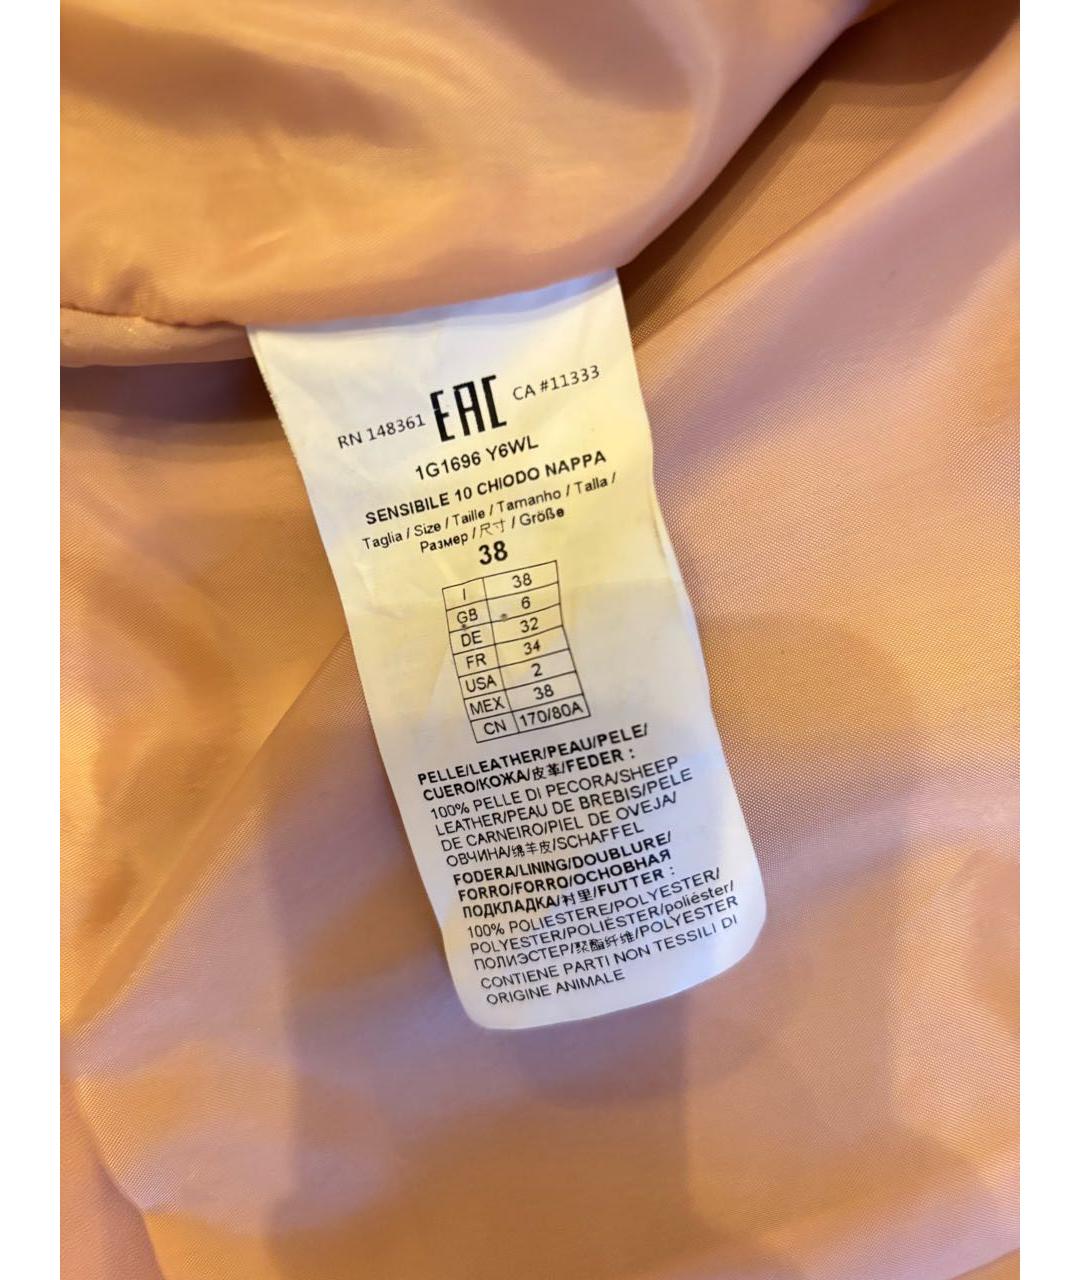 RN 148361 EAC CA #11333
1G1696 Y6WL
SENSIBILE 10 CHIODO NAPPA
Taglia / Size / Taille / Tamanho / Talla /
Размер / 尺寸 / Größe
38
I 38
GB 6
DE 32
FR 34
USA 2
MEX 38
CN 170/80A
PELLE/LEATHER/PEAU/PELE/
CUERO/КОЖА/皮革/FEDER :
100% PELLE DI PECORA/SHEEP
LEATHER/PEAU DE BREBIS/PELE
DE CARNEIRO/PIEL DE OVEJA/
ОВЧИНА/绵羊皮/SCHAFFEL
FODERA/LINING/DOUBLURE/
FORRO/FORRO/ОСНОВНАЯ
ПОДКЛАДКА/衬里/FUTTER :
100% POLIESTERE/POLYESTER/
POLYESTER/POLIÉSTER/poliéster/
ПОЛИЭСТЕР/聚酯纤维/POLYESTER
CONTIENE PARTI NON TESSILI DI
ORIGINE ANIMALE